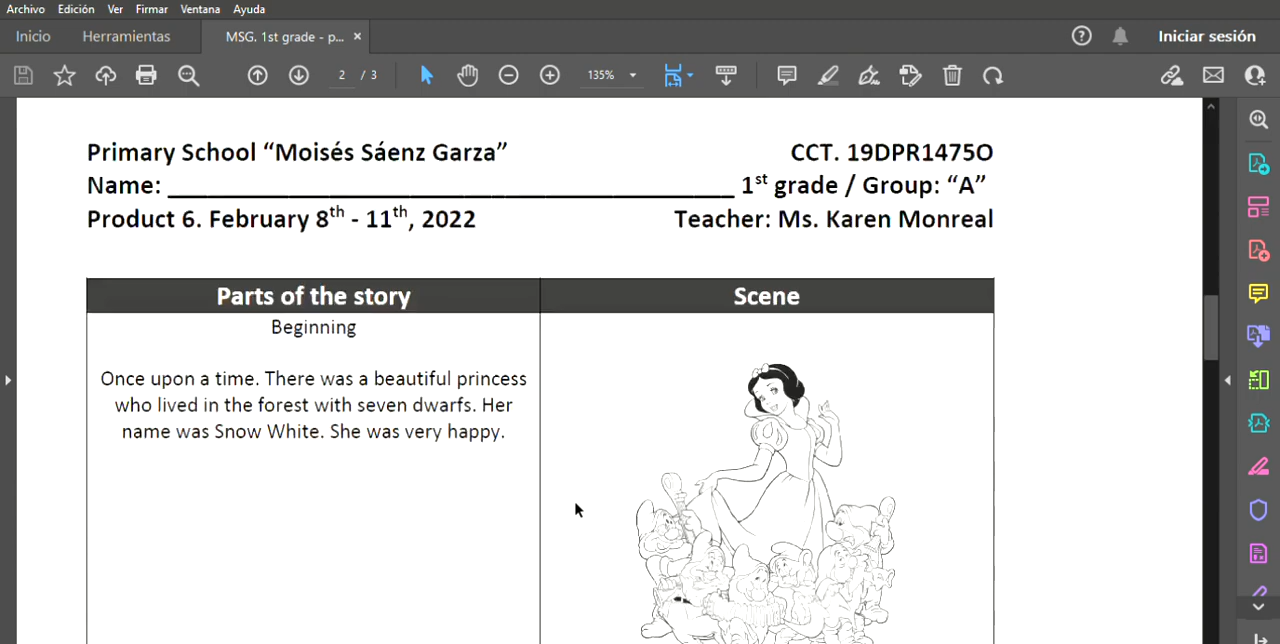 Archivo Edición Ver Firmar Ventana Ayuda
Inicio Herramientas MSG. 1st grade - p... × Iniciar sesión
2 / 3 135%
Primary School “Moisés Sáenz Garza” CCT. 19DPR1475O
Name: ____________________________________________ 1st grade / Group: “A”
Product 6. February 8th - 11th, 2022 Teacher: Ms. Karen Monreal
Parts of the story Scene
Beginning
Once upon a time. There was a beautiful princess
who lived in the forest with seven dwarfs. Her
name was Snow White. She was very happy.